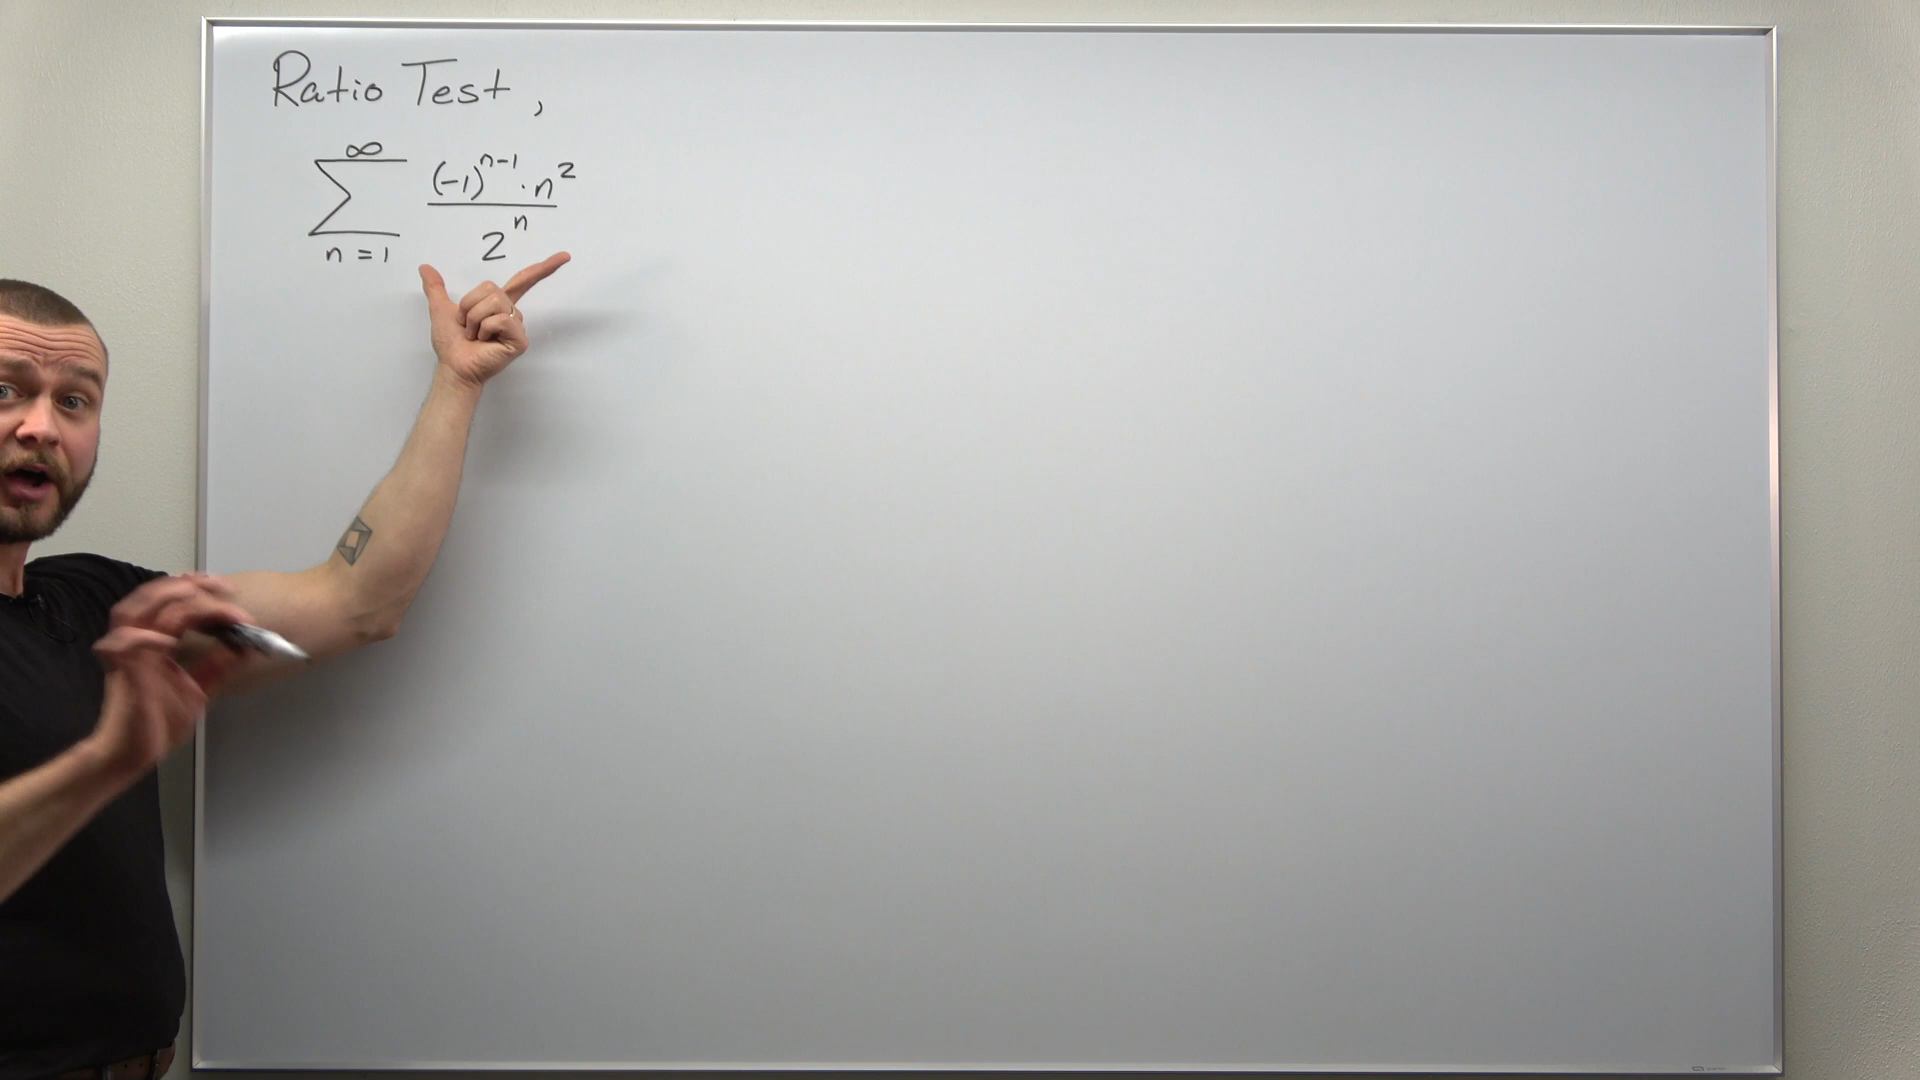 Ratio Test,
∞
∑ (-1)^{n-1} · n^2 / 2^n
n = 1